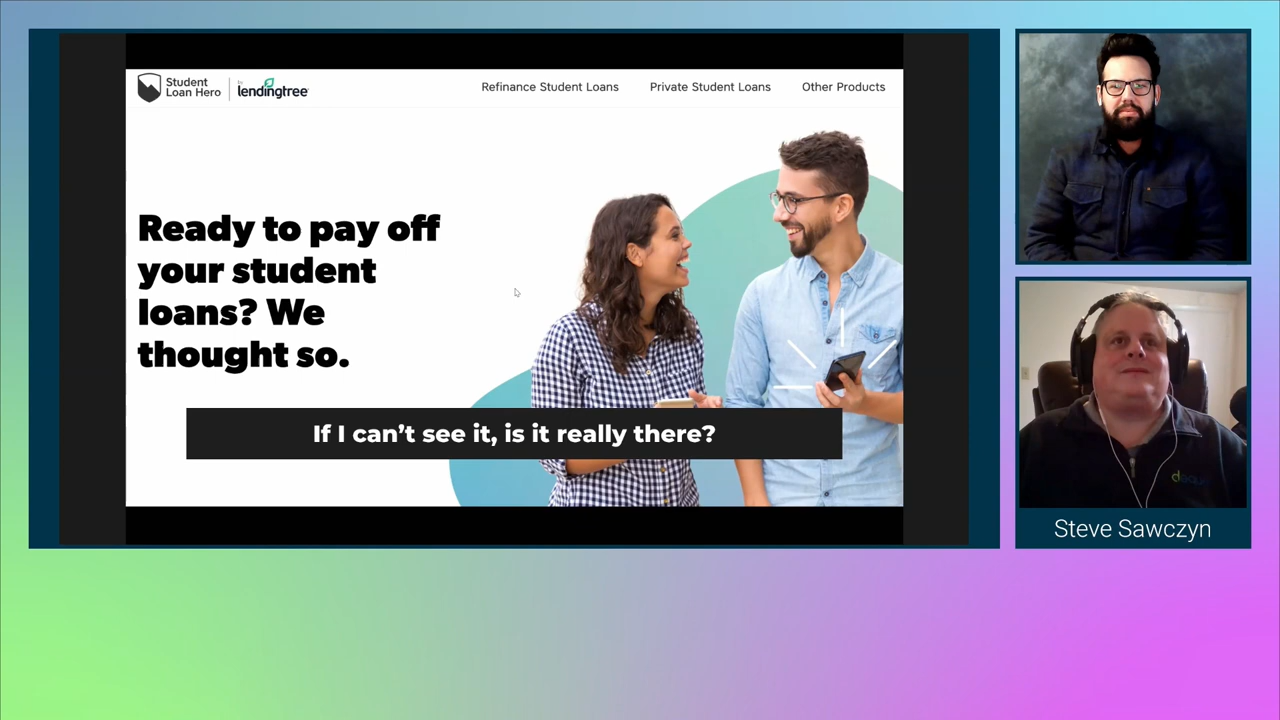 Student
Loan Hero
by
lendingtree
Refinance Student Loans
Private Student Loans
Other Products
Ready to pay off
your student
loans? We
thought so.
If I can’t see it, is it really there?
Steve Sawczyn